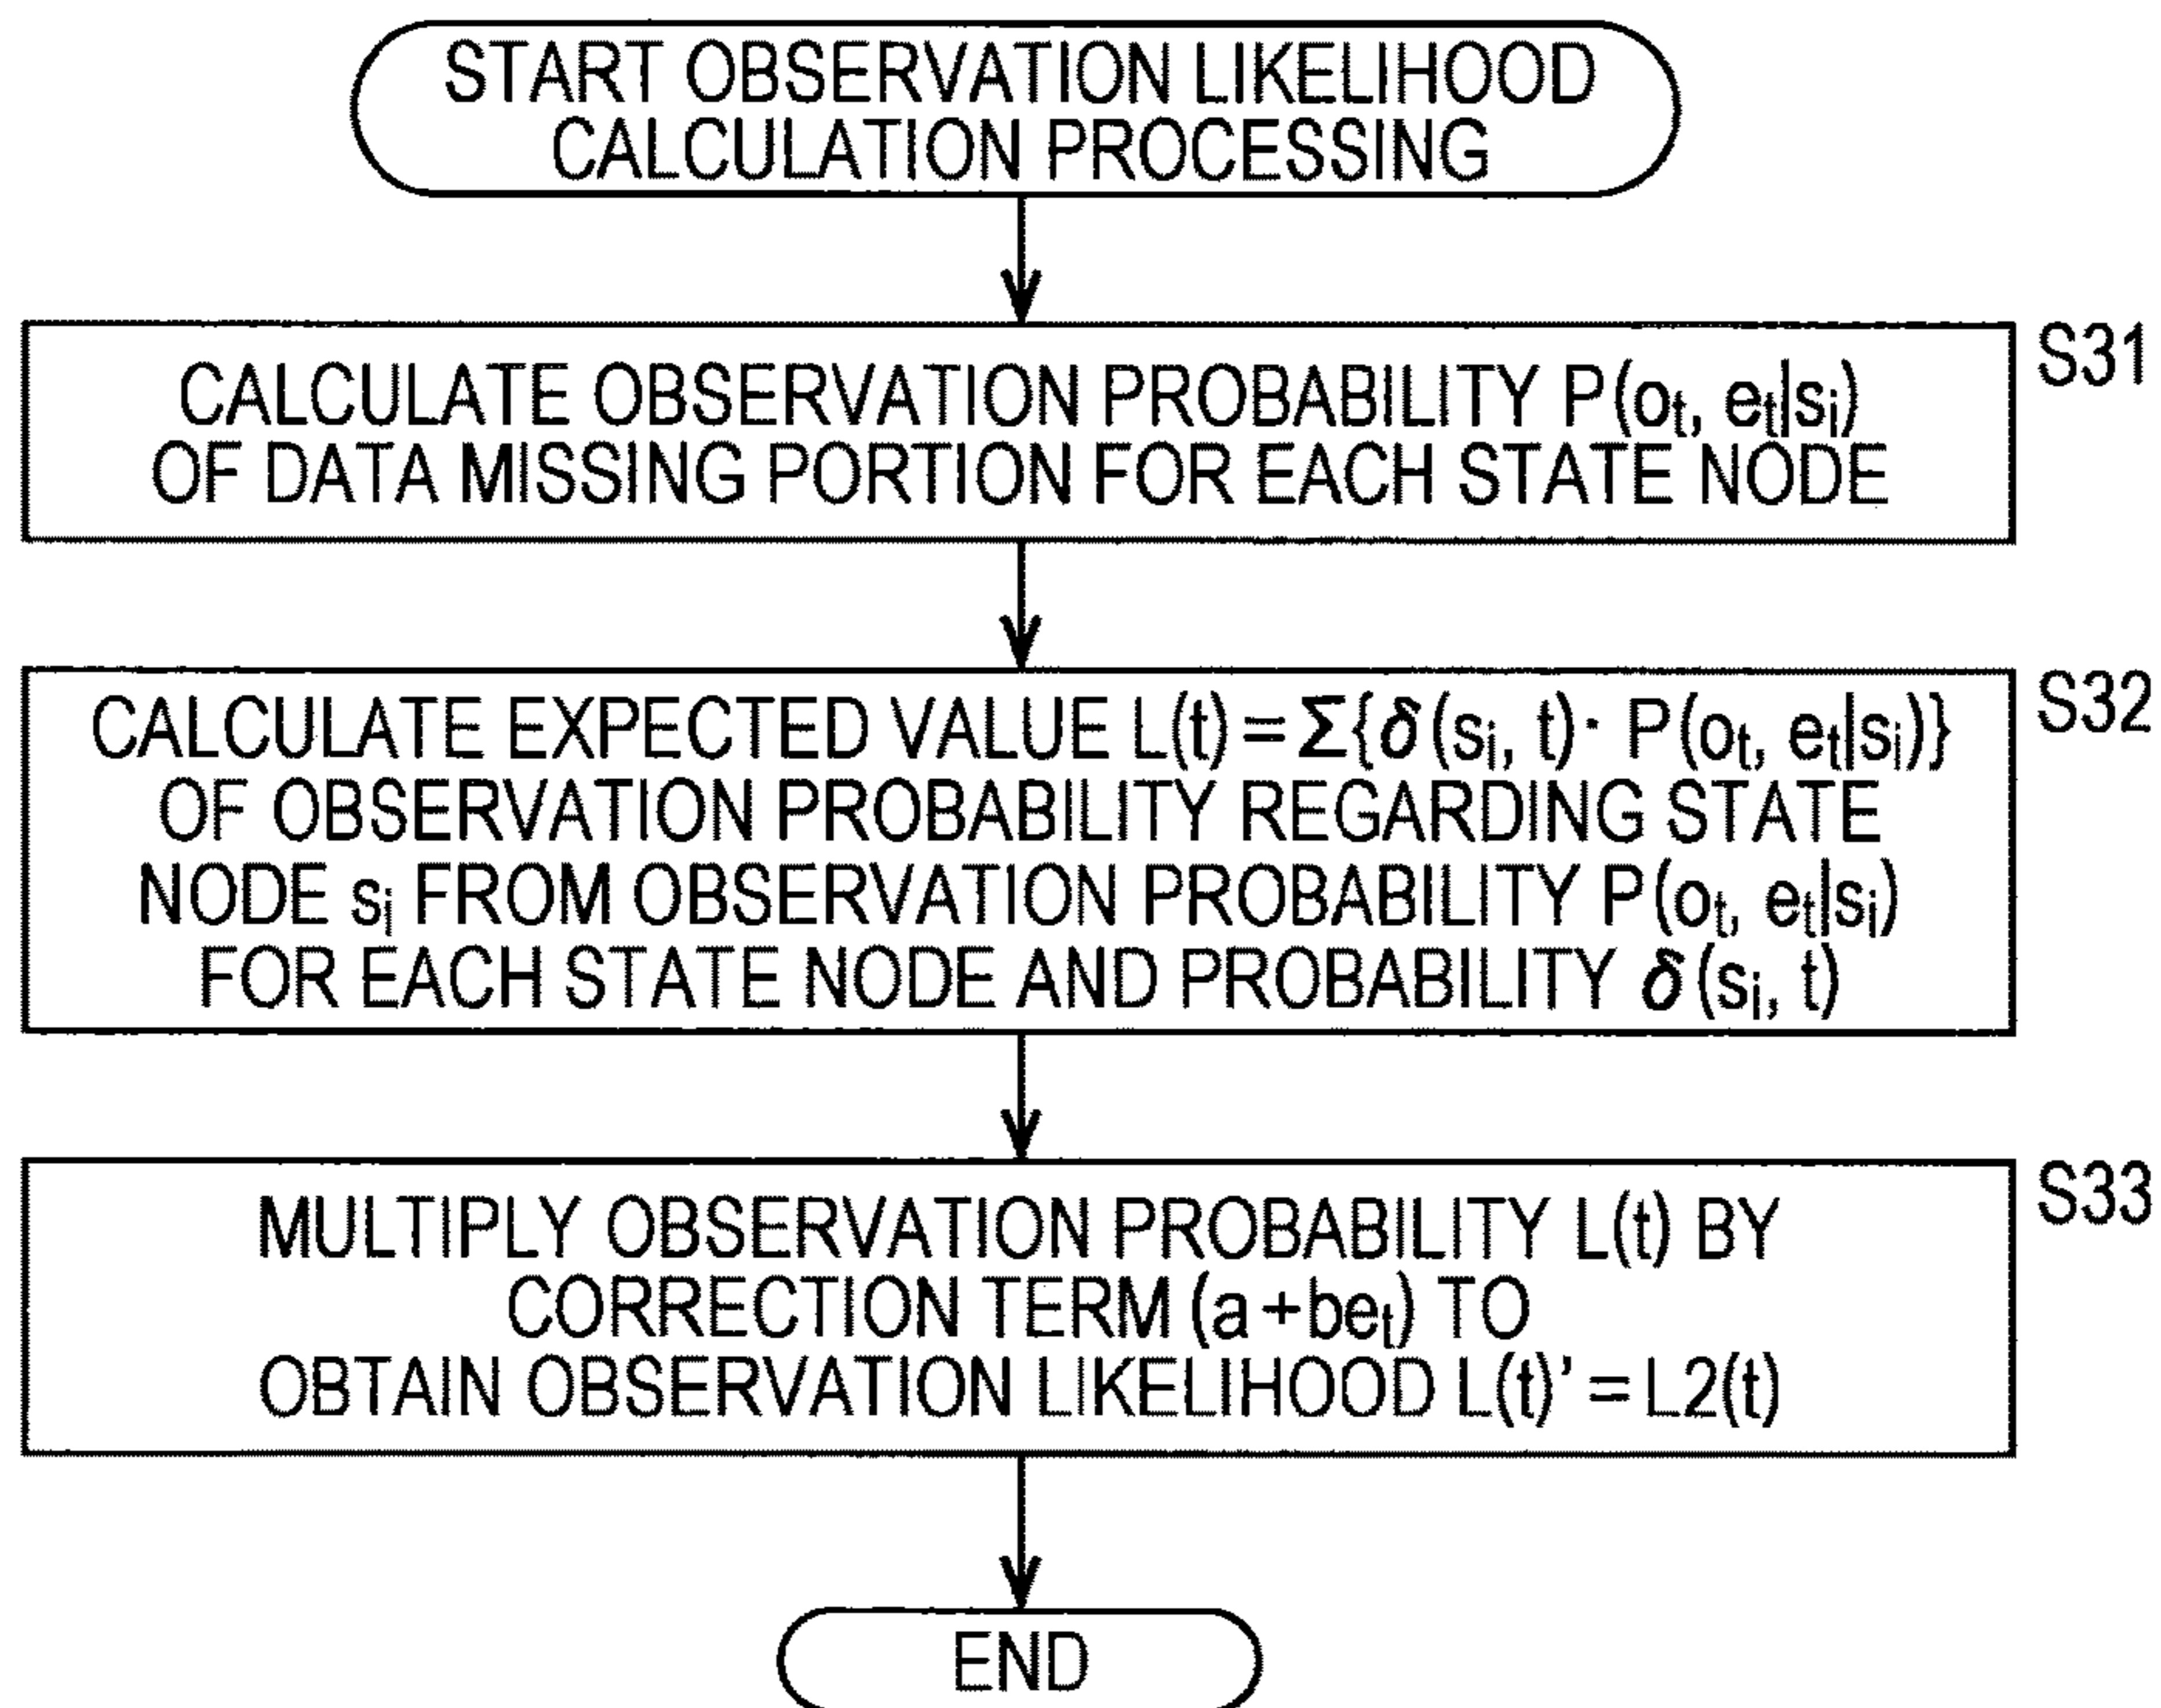 START OBSERVATION LIKELIHOOD
CALCULATION PROCESSING
S31
CALCULATE OBSERVATION PROBABILITY P(oₜ, eₜ|sᵢ)
OF DATA MISSING PORTION FOR EACH STATE NODE
S32
CALCULATE EXPECTED VALUE L(t) = Σ{δ(sᵢ, t)· P(oₜ, eₜ|sᵢ)}
OF OBSERVATION PROBABILITY REGARDING STATE
NODE sᵢ FROM OBSERVATION PROBABILITY P(oₜ, eₜ|sᵢ)
FOR EACH STATE NODE AND PROBABILITY δ(sᵢ, t)
S33
MULTIPLY OBSERVATION PROBABILITY L(t) BY
CORRECTION TERM (a+beₜ) TO
OBTAIN OBSERVATION LIKELIHOOD L(t)' = L2(t)
END